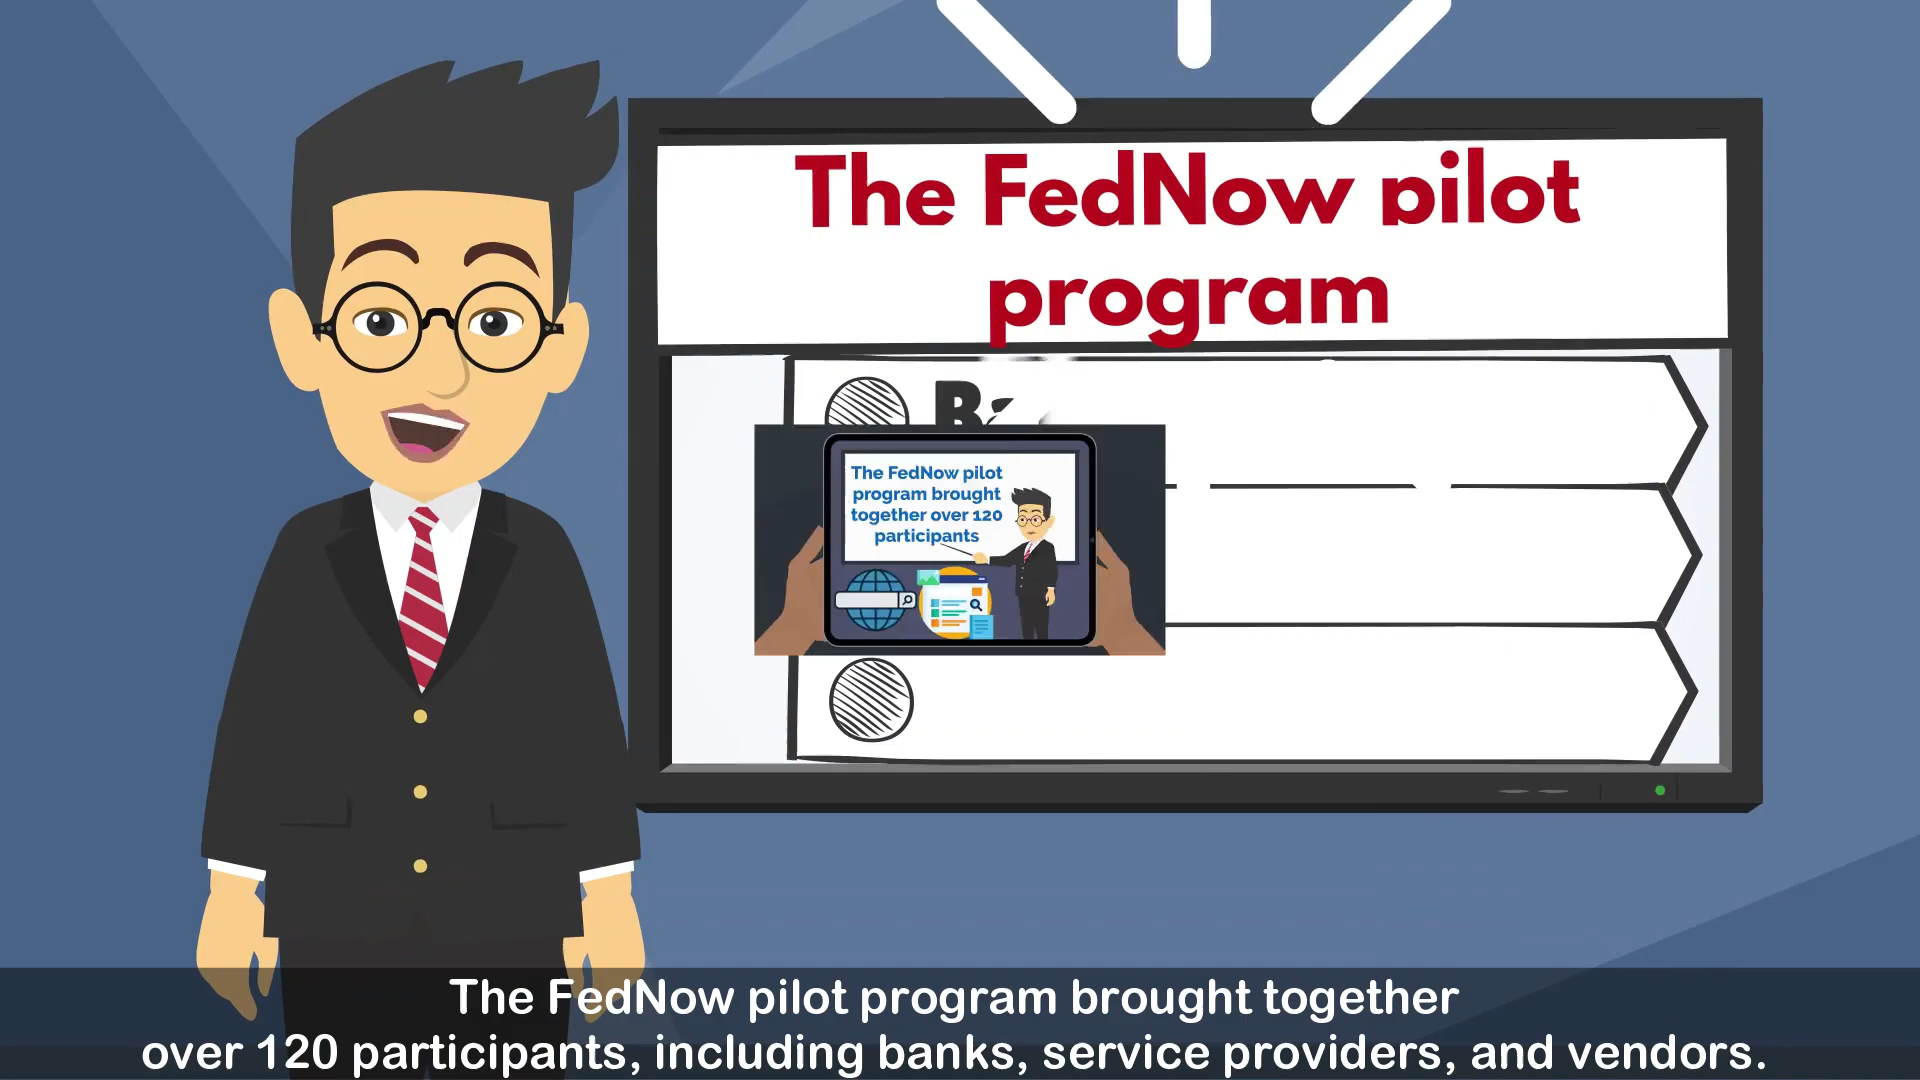 The FedNow pilot
program
The FedNow pilot
program brought
together over 120
participants
The FedNow pilot program brought together
over 120 participants, including banks, service providers, and vendors.